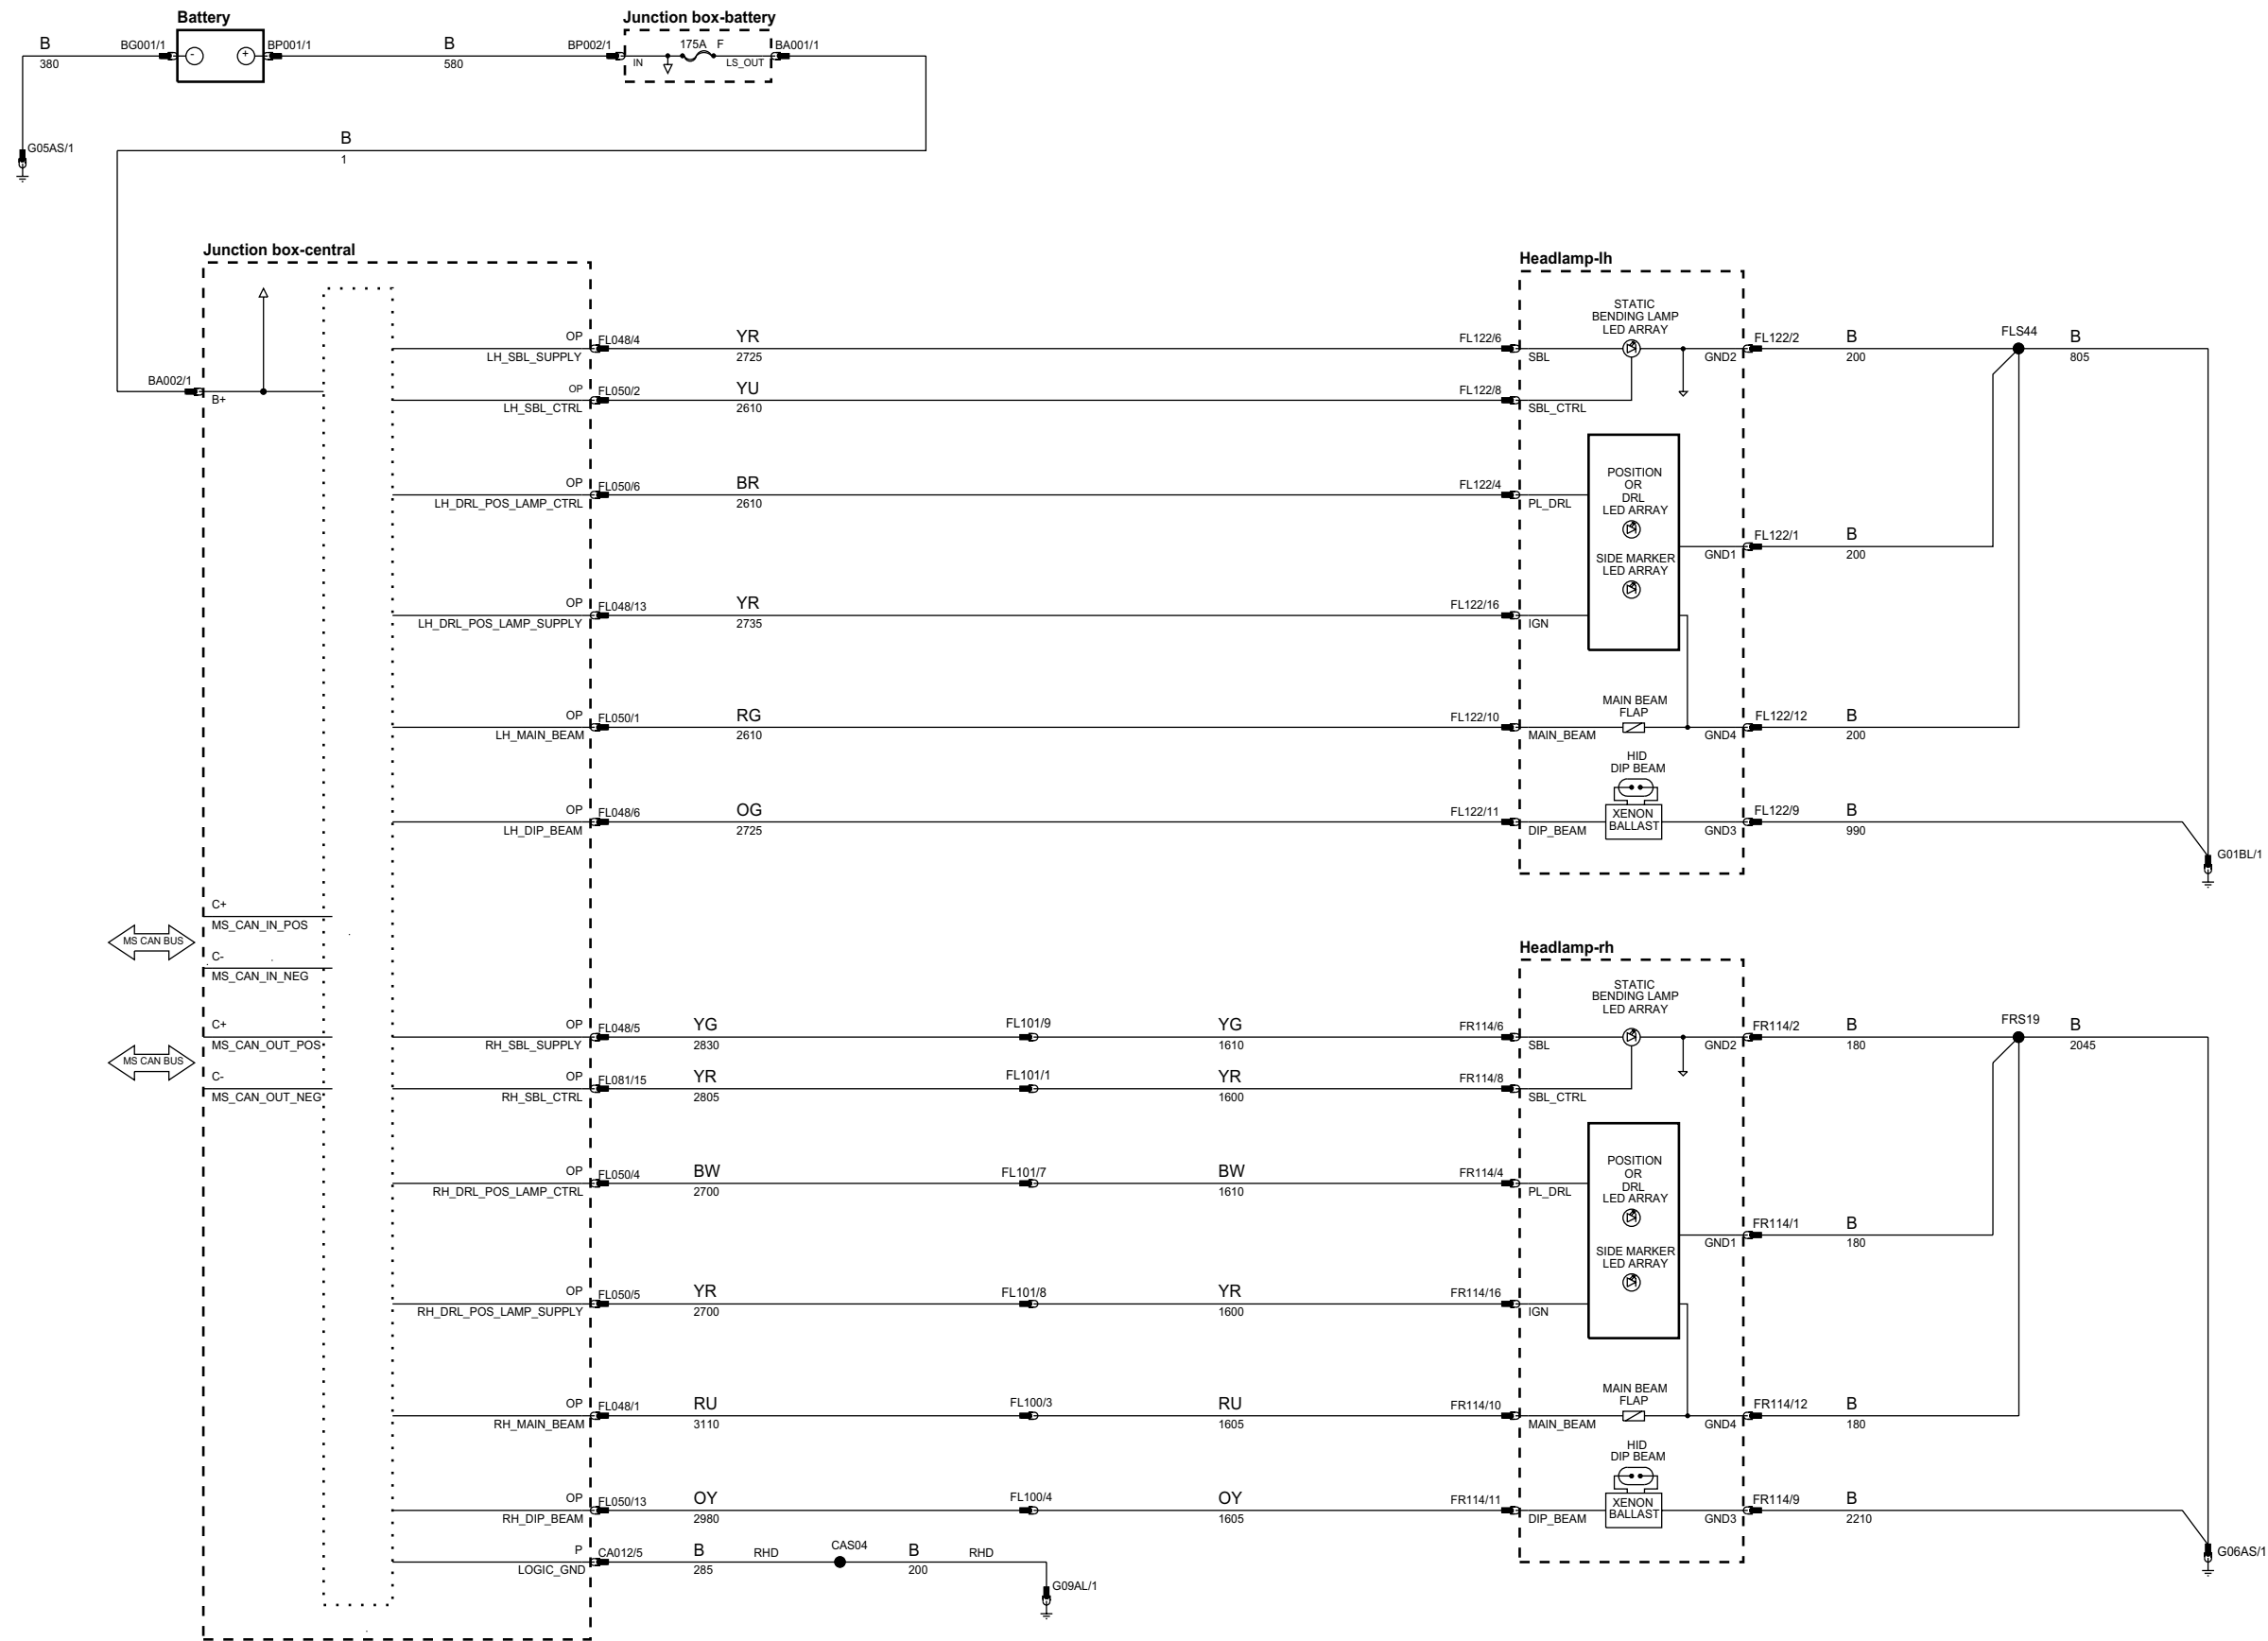 Battery
Junction box-battery
B
380
BG001/1
-
+
BP001/1
B
580
BP002/1
IN
175A
F
LS_OUT
BA001/1
G05AS/1
B
1
Junction box-central
BA002/1
B+
OP
LH_SBL_SUPPLY
FL048/4
YR
2725
OP
LH_SBL_CTRL
FL050/2
YU
2610
OP
LH_DRL_POS_LAMP_CTRL
FL050/6
BR
2610
OP
LH_DRL_POS_LAMP_SUPPLY
FL048/13
YR
2735
OP
LH_MAIN_BEAM
FL050/1
RG
2610
OP
LH_DIP_BEAM
FL048/6
OG
2725
Headlamp-lh
STATIC
BENDING LAMP
LED ARRAY
FL122/6
SBL
FL122/8
SBL_CTRL
FL122/4
PL_DRL
POSITION
OR
DRL
LED ARRAY
SIDE MARKER
LED ARRAY
FL122/16
IGN
MAIN BEAM
FLAP
FL122/10
MAIN_BEAM
HID
DIP BEAM
XENON
BALLAST
FL122/11
DIP_BEAM
GND2
FL122/2
B
200
FLS44
B
805
GND1
FL122/1
B
200
GND4
FL122/12
B
200
GND3
FL122/9
B
990
G01BL/1
C+
MS_CAN_IN_POS
MS CAN BUS
C-
MS_CAN_IN_NEG
C+
MS_CAN_OUT_POS
MS CAN BUS
C-
MS_CAN_OUT_NEG
OP
RH_SBL_SUPPLY
FL048/5
YG
2830
FL101/9
YG
1610
OP
RH_SBL_CTRL
FL081/15
YR
2805
FL101/1
YR
1600
OP
RH_DRL_POS_LAMP_CTRL
FL050/4
BW
2700
FL101/7
BW
1610
OP
RH_DRL_POS_LAMP_SUPPLY
FL050/5
YR
2700
FL101/8
YR
1600
OP
RH_MAIN_BEAM
FL048/1
RU
3110
FL100/3
RU
1605
OP
RH_DIP_BEAM
FL050/13
OY
2980
FL100/4
OY
1605
P
LOGIC_GND
CA012/5
B
285
RHD
CAS04
B
200
RHD
G09AL/1
Headlamp-rh
STATIC
BENDING LAMP
LED ARRAY
FR114/6
SBL
FR114/8
SBL_CTRL
FR114/4
PL_DRL
POSITION
OR
DRL
LED ARRAY
SIDE MARKER
LED ARRAY
FR114/16
IGN
MAIN BEAM
FLAP
FR114/10
MAIN_BEAM
HID
DIP BEAM
XENON
BALLAST
FR114/11
DIP_BEAM
GND2
FR114/2
B
180
FRS19
B
2045
GND1
FR114/1
B
180
GND4
FR114/12
B
180
GND3
FR114/9
B
2210
G06AS/1